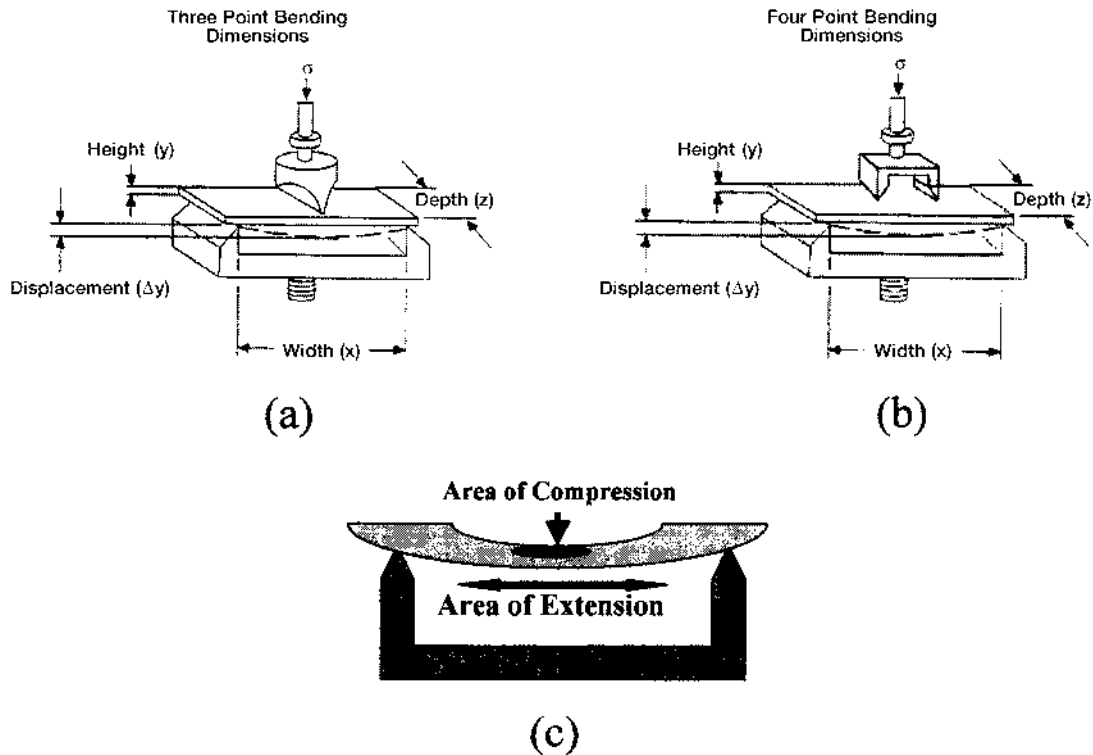 Three Point Bending
Dimensions
σ
Height (y)
Depth (z)
Displacement (Δy)
Width (x)
(a)
Four Point Bending
Dimensions
σ
Height (y)
Depth (z)
Displacement (Δy)
Width (x)
(b)
Area of Compression
Area of Extension
(c)